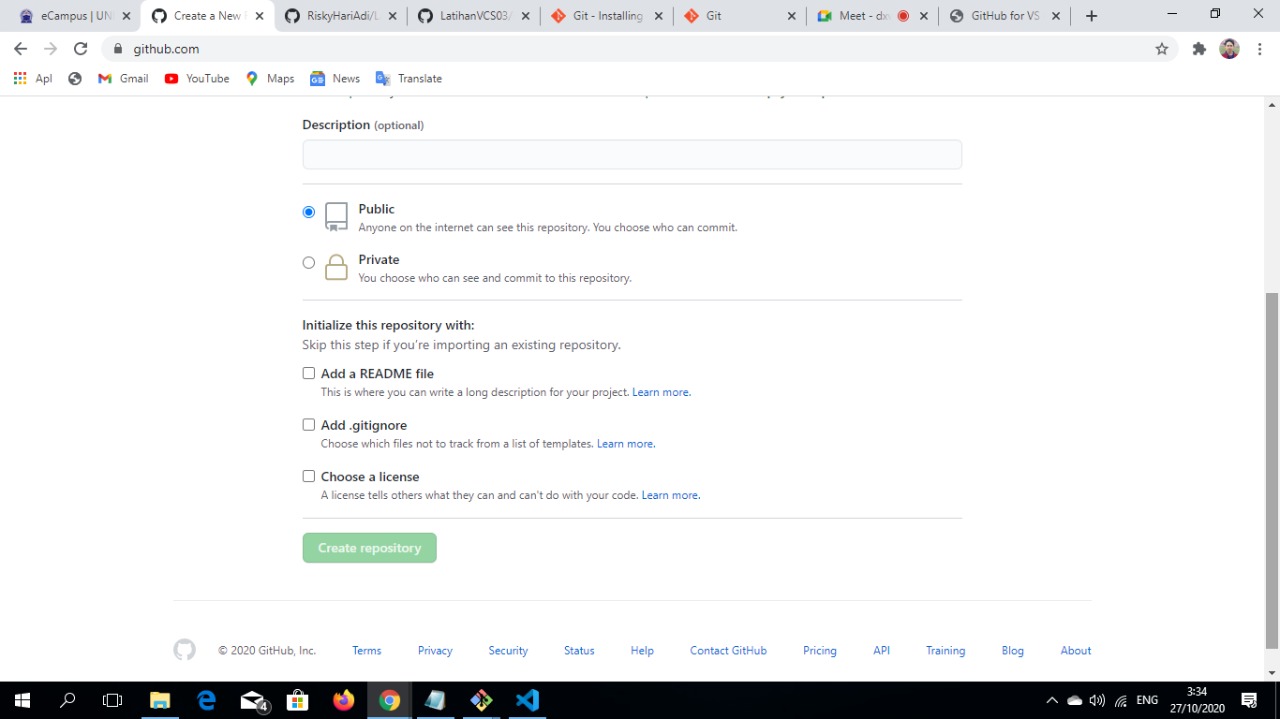 eCampus | UN
Create a New
RiskyHariAdi/L
LatihanVCS03/
Git - Installing
Git
Meet - dx
GitHub for VS
github.com
Apl
Gmail
YouTube
Maps
News
Translate
Description (optional)
Public
Anyone on the internet can see this repository. You choose who can commit.
Private
You choose who can see and commit to this repository.
Initialize this repository with:
Skip this step if you're importing an existing repository.
Add a README file
This is where you can write a long description for your project. Learn more.
Add .gitignore
Choose which files not to track from a list of templates. Learn more.
Choose a license
A license tells others what they can and can't do with your code. Learn more.
Create repository
© 2020 GitHub, Inc.
Terms
Privacy
Security
Status
Help
Contact GitHub
Pricing
API
Training
Blog
About
4
ENG
3:34
27/10/2020